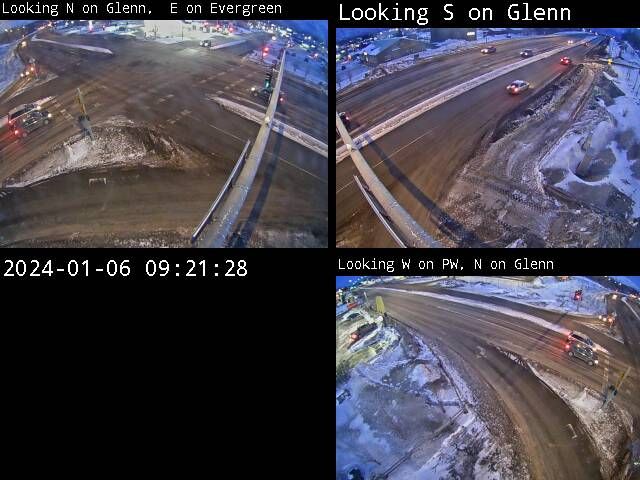 Looking N on Glenn,  E on Evergreen
Looking S on Glenn
2024-01-06 09:21:28
Looking W on PW, N on Glenn